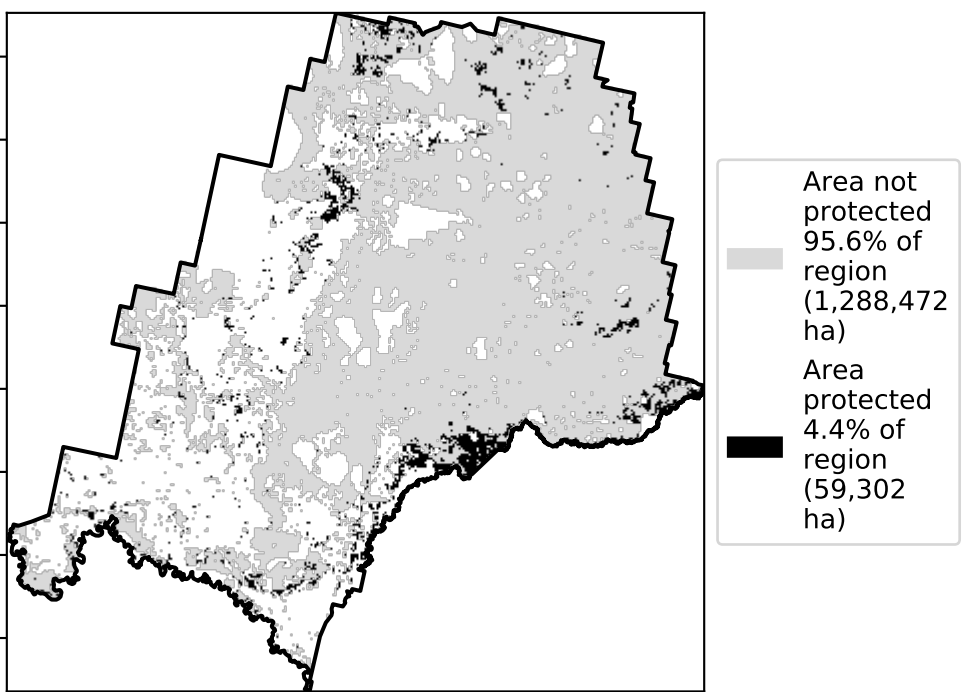 Area not
protected
95.6% of
region
(1,288,472
ha)
Area
protected
4.4% of
region
(59,302
ha)